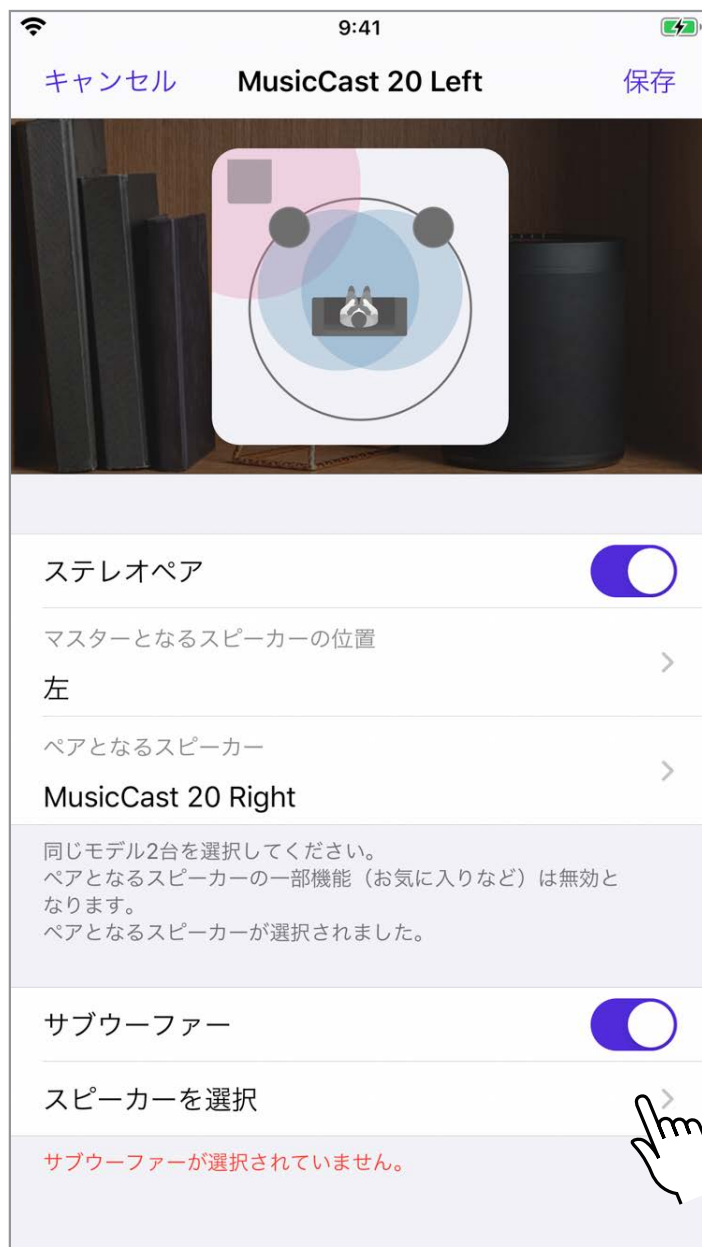 9:41
キャンセル MusicCast 20 Left 保存
ステレオペア
マスターとなるスピーカーの位置
左
ペアとなるスピーカー
MusicCast 20 Right
同じモデル2台を選択してください。
ペアとなるスピーカーの一部機能（お気に入りなど）は無効と
なります。
ペアとなるスピーカーが選択されました。
サブウーファー
スピーカーを選択
サブウーファーが選択されていません。